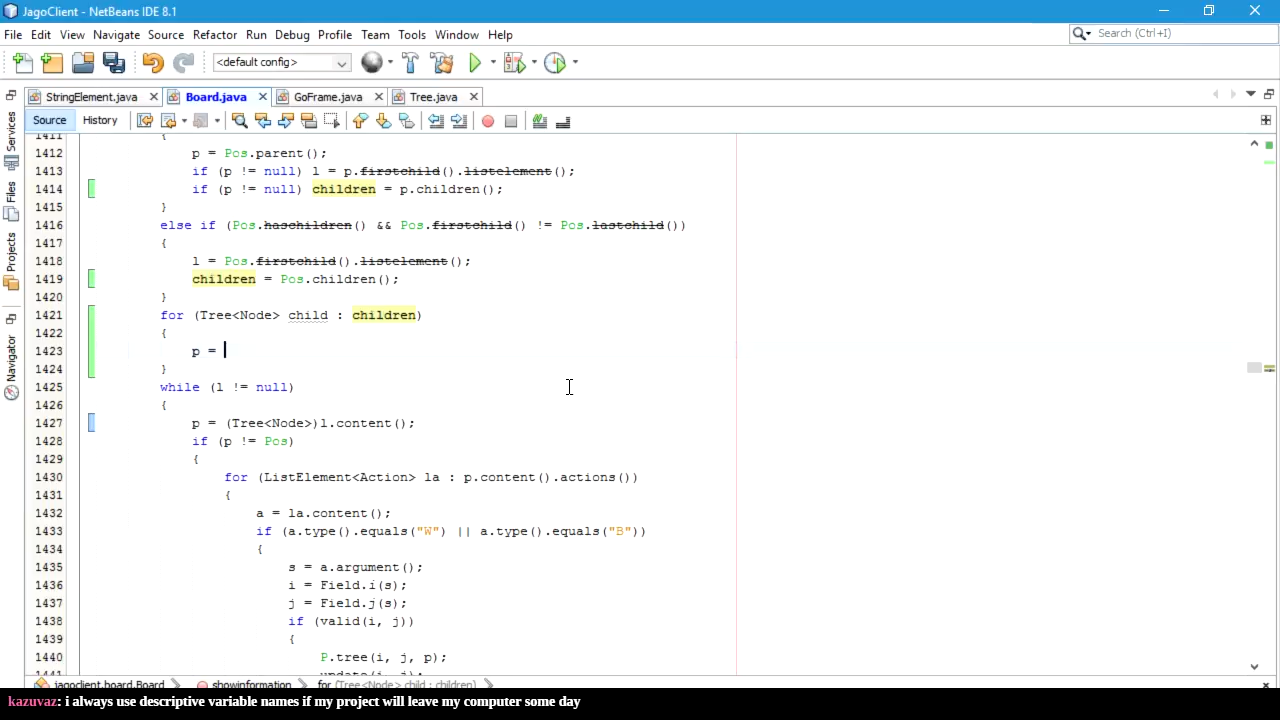 JagoClient - NetBeans IDE 8.1
File Edit View Navigate Source Refactor Run Debug Profile Team Tools Window Help
Search (Ctrl+I)
<default config>
StringElement.java
Board.java
GoFrame.java
Tree.java
Source History
Services
Files
Projects
Navigator
1411 {
1412 p = Pos.parent();
1413 if (p != null) l = p.firstchild().listelement();
1414 if (p != null) children = p.children();
1415 }
1416 else if (Pos.haschildren() && Pos.firstchild() != Pos.lastchild())
1417 {
1418 l = Pos.firstchild().listelement();
1419 children = Pos.children();
1420 }
1421 for (Tree<Node> child : children)
1422 {
1423 p =
1424 }
1425 while (l != null)
1426 {
1427 p = (Tree<Node>)l.content();
1428 if (p != Pos)
1429 {
1430 for (ListElement<Action> la : p.content().actions())
1431 {
1432 a = la.content();
1433 if (a.type().equals("W") || a.type().equals("B"))
1434 {
1435 s = a.argument();
1436 i = Field.i(s);
1437 j = Field.j(s);
1438 if (valid(i, j))
1439 {
1440 P.tree(i, j, p);
1441 update(i, j);
jagoclient.board.Board showinformation for (Tree<Node> child : children)
kazuvaz: i always use descriptive variable names if my project will leave my computer some day